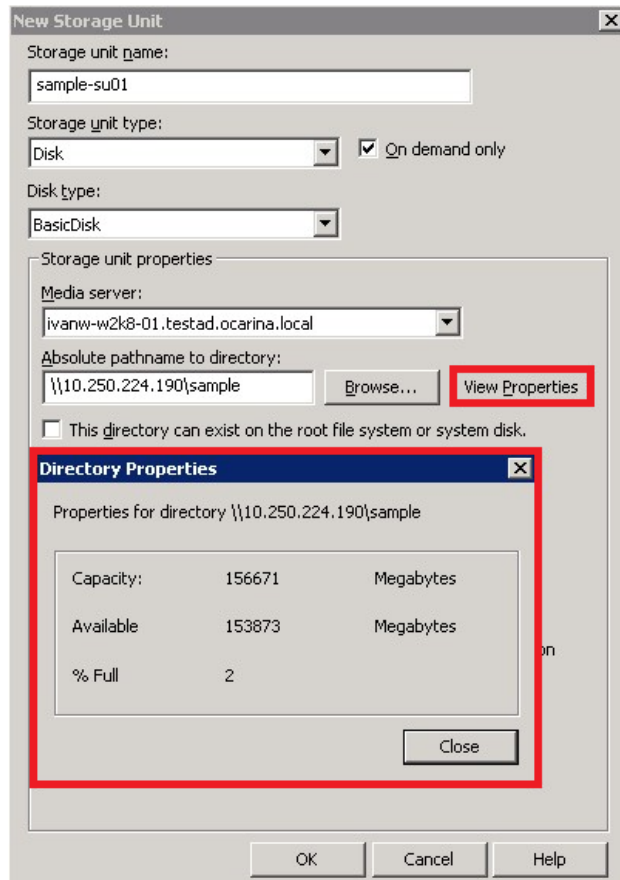 New Storage Unit
Storage unit name:
sample-su01
Storage unit type:
Disk
On demand only
Disk type:
BasicDisk
Storage unit properties
Media server:
ivanw-w2k8-01.testad.ocarina.local
Absolute pathname to directory:
\\10.250.224.190\sample
Browse...
View Properties
This directory can exist on the root file system or system disk.
Directory Properties
Properties for directory \\10.250.224.190\sample
Capacity: 156671 Megabytes
Available 153873 Megabytes
% Full 2
on
Close
OK Cancel Help